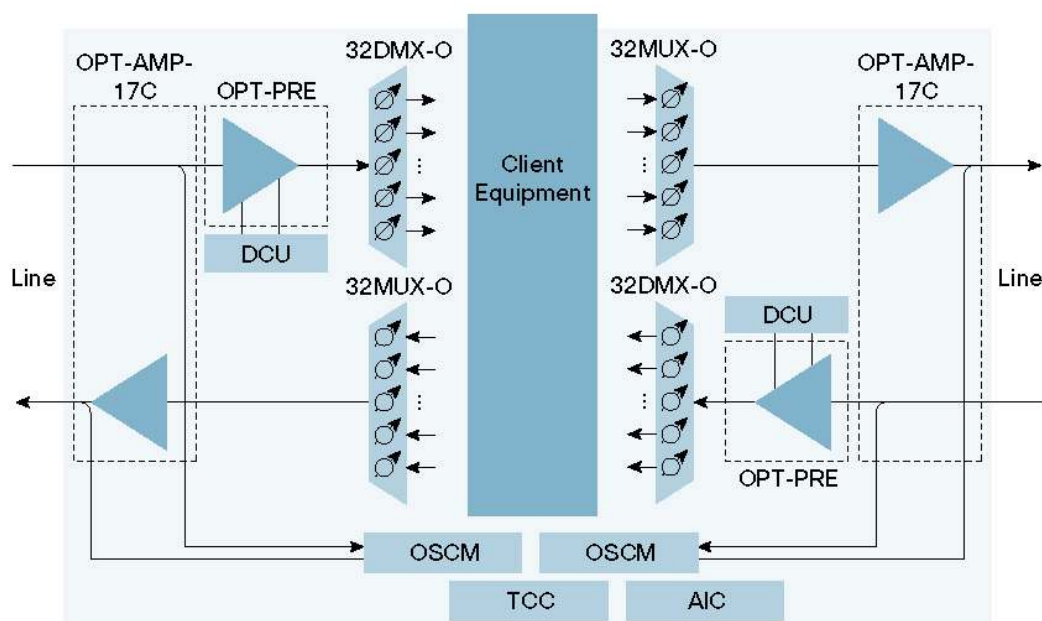 32DMX-O
32MUX-O
OPT-AMP-
17C
OPT-PRE
OPT-AMP-
17C
Client
Equipment
DCU
Line
Line
32MUX-O
32DMX-O
DCU
OPT-PRE
OSCM
OSCM
TCC
AIC